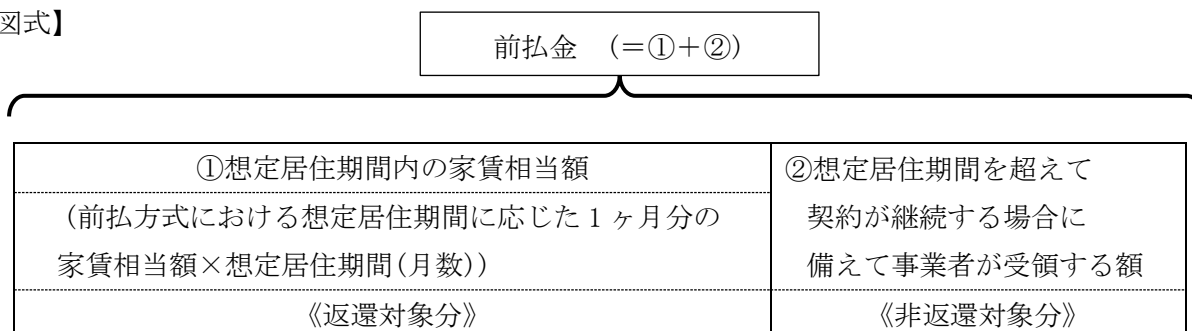 図式】
前払金 （＝①＋②）
①想定居住期間内の家賃相当額
（前払方式における想定居住期間に応じた１ヶ月分の
家賃相当額×想定居住期間(月数)）
《返還対象分》
②想定居住期間を超えて
契約が継続する場合に
備えて事業者が受領する額
《非返還対象分》